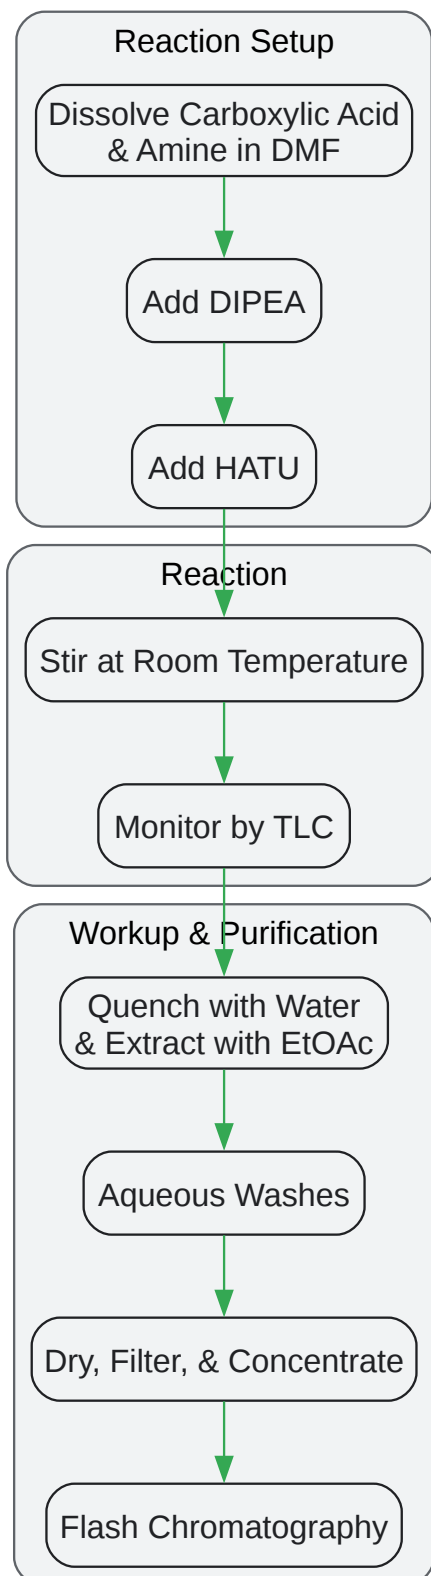 Reaction Setup
Dissolve Carboxylic Acid
& Amine in DMF
Add DIPEA
Add HATU
Reaction
Stir at Room Temperature
Monitor by TLC
Workup & Purification
Quench with Water
& Extract with EtOAc
Aqueous Washes
Dry, Filter, & Concentrate
Flash Chromatography